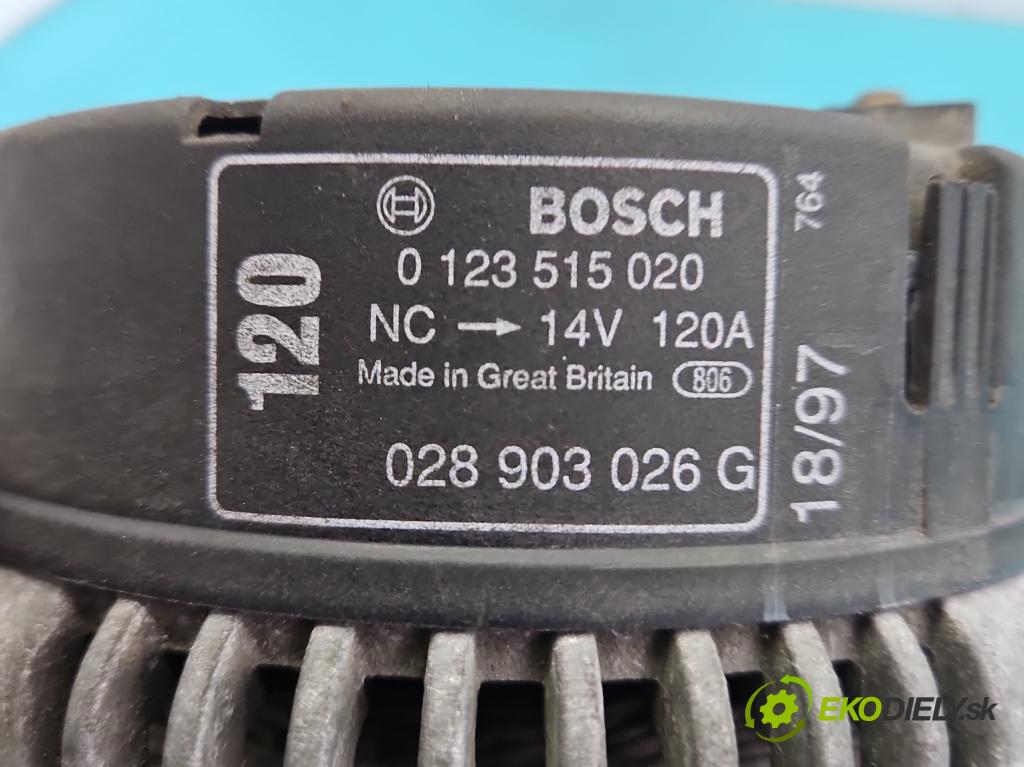 BOSCH
0 123 515 020
NC → 14V 120A
Made in Great Britain 806
028 903 026 G
120
18/97
764
EKODIELY.sk